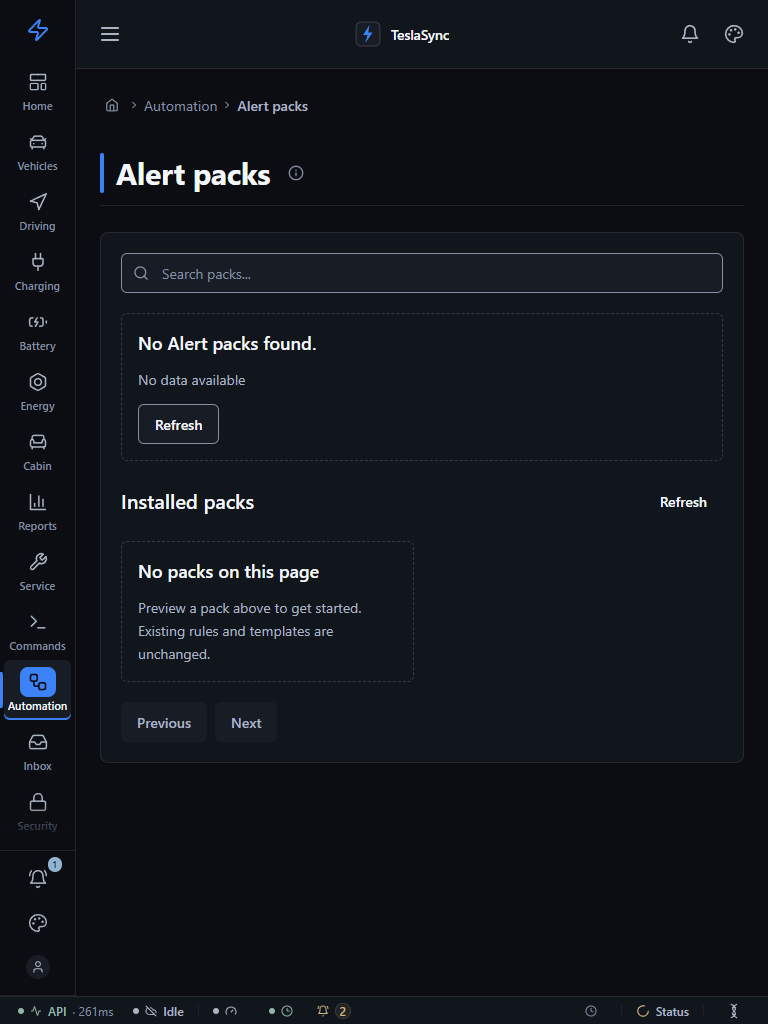 TeslaSync
Home
Vehicles
Driving
Charging
Battery
Energy
Cabin
Reports
Service
Commands
Automation
Inbox
Security
1
Automation
Alert packs
Alert packs
Search packs...
No Alert packs found.
No data available
Refresh
Installed packs
Refresh
No packs on this page
Preview a pack above to get started.
Existing rules and templates are
unchanged.
Previous
Next
API · 261ms
Idle
2
Status